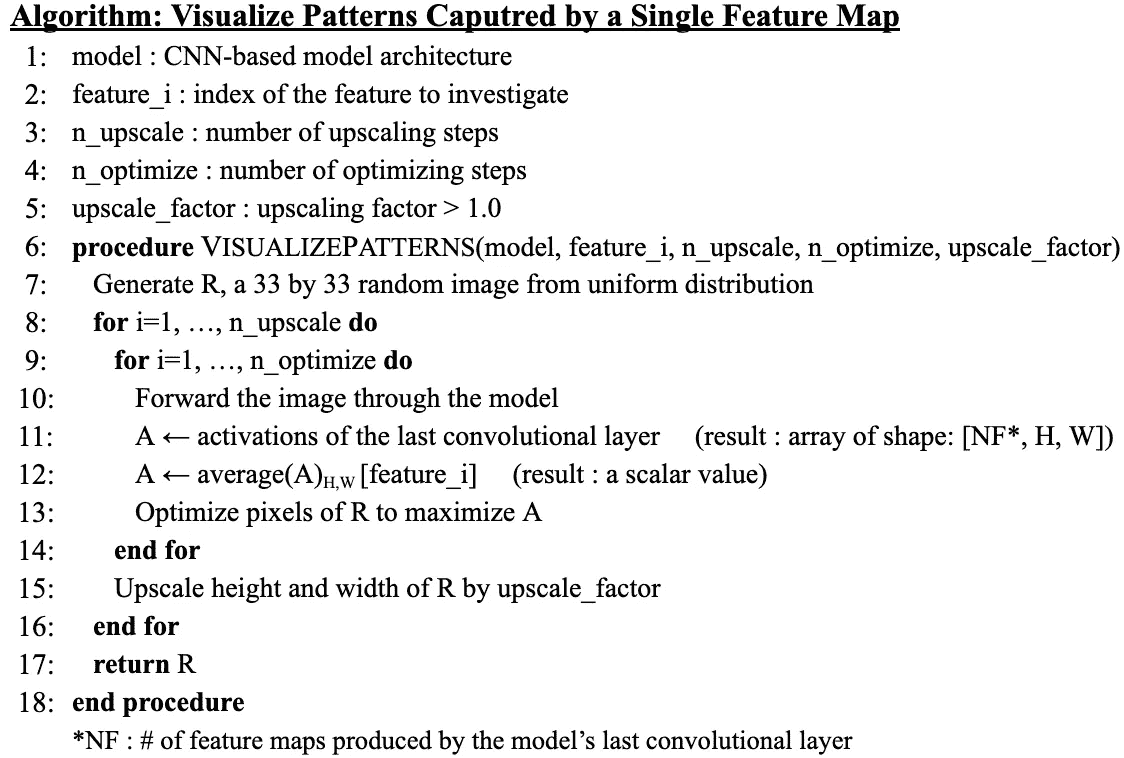 Algorithm: Visualize Patterns Caputred by a Single Feature Map
1: model : CNN-based model architecture
2: feature_i : index of the feature to investigate
3: n_upscale : number of upscaling steps
4: n_optimize : number of optimizing steps
5: upscale_factor : upscaling factor > 1.0
6: procedure VISUALIZEPATTERNS(model, feature_i, n_upscale, n_optimize, upscale_factor)
7: Generate R, a 33 by 33 random image from uniform distribution
8: for i=1, …, n_upscale do
9: for i=1, …, n_optimize do
10: Forward the image through the model
11: A ← activations of the last convolutional layer (result : array of shape: [NF*, H, W])
12: A ← average(A)H,W [feature_i] (result : a scalar value)
13: Optimize pixels of R to maximize A
14: end for
15: Upscale height and width of R by upscale_factor
16: end for
17: return R
18: end procedure
*NF : # of feature maps produced by the model’s last convolutional layer